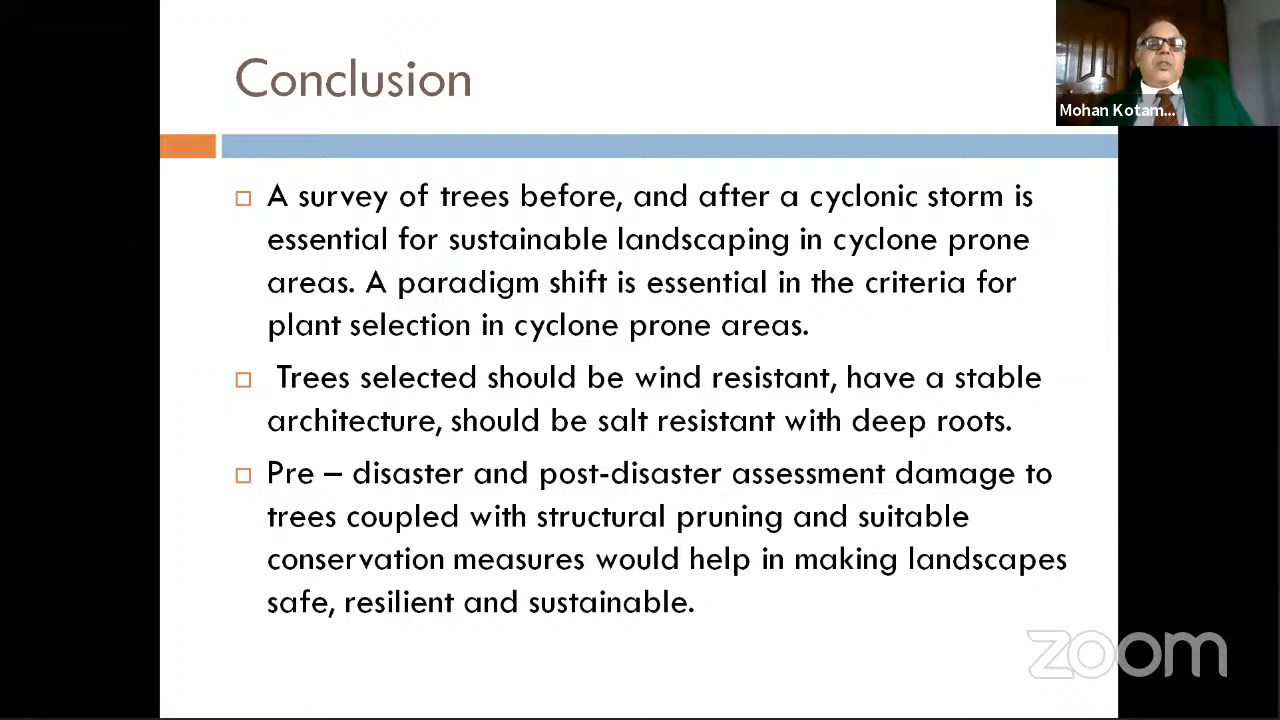 Conclusion
Mohan Kotam...
A survey of trees before, and after a cyclonic storm is
essential for sustainable landscaping in cyclone prone
areas. A paradigm shift is essential in the criteria for
plant selection in cyclone prone areas.
Trees selected should be wind resistant, have a stable
architecture, should be salt resistant with deep roots.
Pre – disaster and post-disaster assessment damage to
trees coupled with structural pruning and suitable
conservation measures would help in making landscapes
safe, resilient and sustainable.
zoom